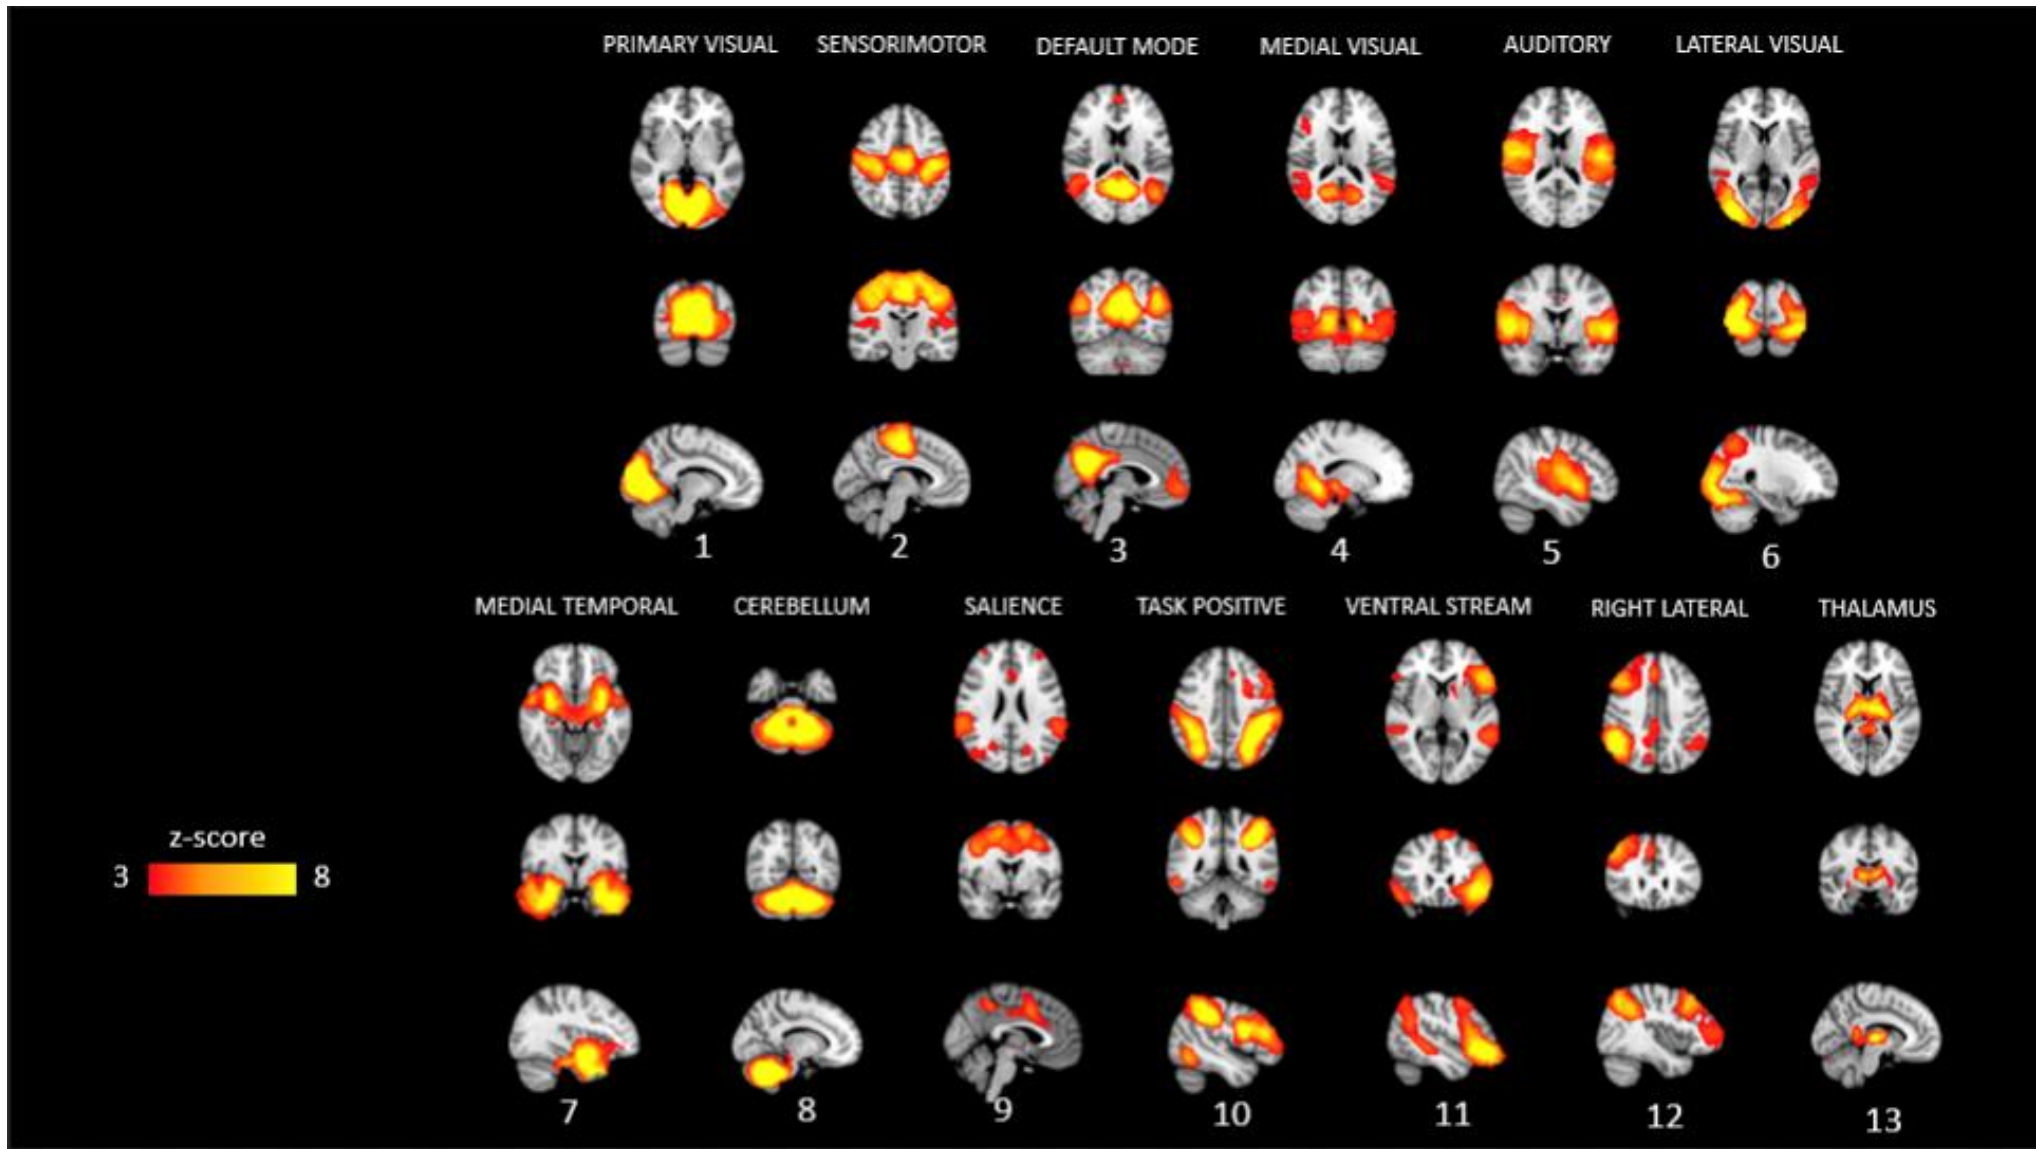 PRIMARY VISUAL
SENSORIMOTOR
DEFAULT MODE
MEDIAL VISUAL
AUDITORY
LATERAL VISUAL
1
2
3
4
5
6
MEDIAL TEMPORAL
CEREBELLUM
SALIENCE
TASK POSITIVE
VENTRAL STREAM
RIGHT LATERAL
THALAMUS
z-score
3
8
7
8
9
10
11
12
13